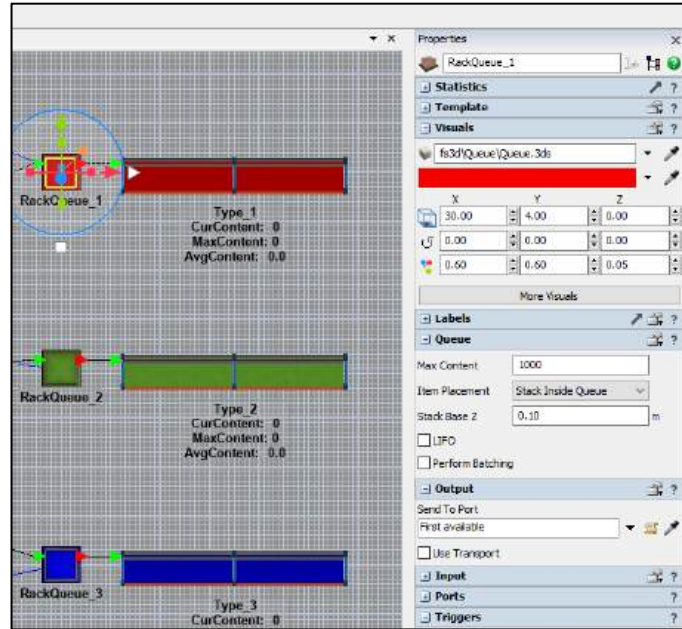 RackQueue_1
Type_1
CurContent: 0
MaxContent: 0
AvgContent: 0.0
RackQueue_2
Type_2
CurContent: 0
MaxContent: 0
AvgContent: 0.0
RackQueue_3
Type_3
CurContent: 0
Properties
RackQueue_1
Statistics
Template
Visuals
fs3d\Queue\Queue.3ds
X Y Z
30.00 4.00 0.00
0.00 0.00 0.00
0.60 0.60 0.05
More Visuals
Labels
Queue
Max Content 1000
Item Placement Stack Inside Queue
Stack Base Z 0.10 m
LIFO
Perform Batching
Output
Send To Port
First available
Use Transport
Input
Ports
Triggers